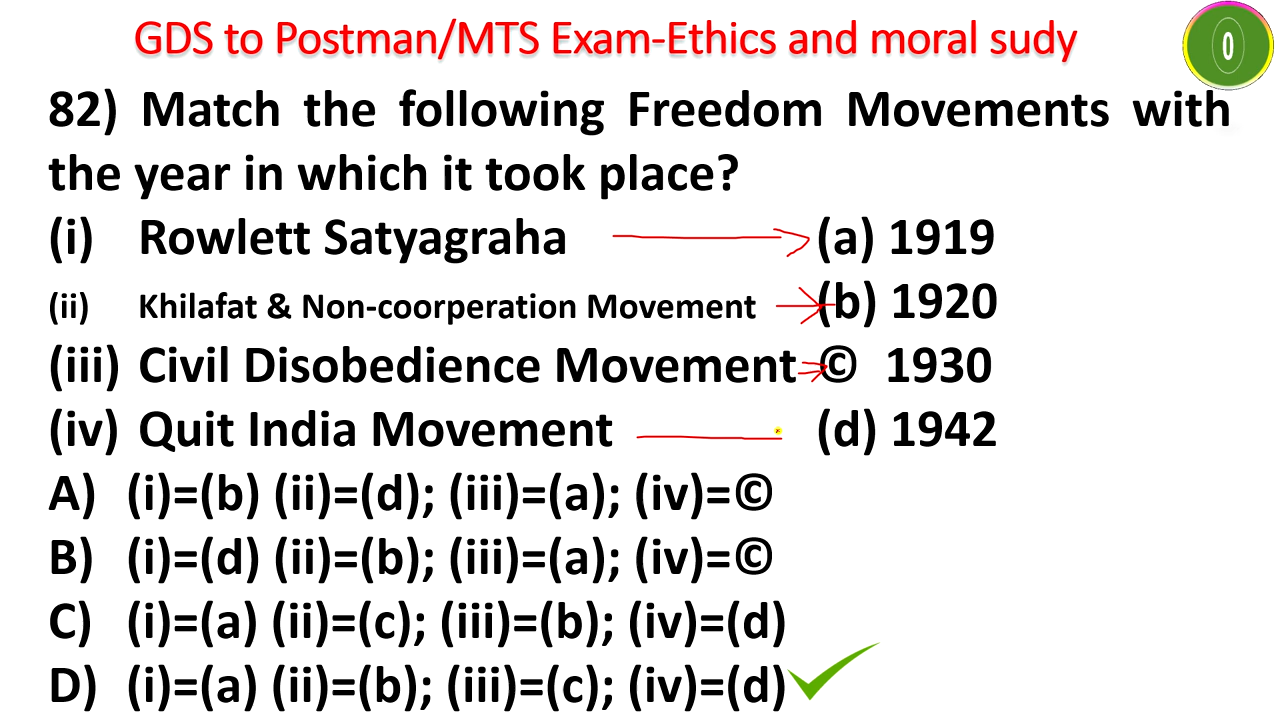 GDS to Postman/MTS Exam-Ethics and moral sudy
0
82) Match the following Freedom Movements with
the year in which it took place?
(i) Rowlett Satyagraha (a) 1919
(ii) Khilafat & Non-coorperation Movement (b) 1920
(iii) Civil Disobedience Movement © 1930
(iv) Quit India Movement (d) 1942
A) (i)=(b) (ii)=(d); (iii)=(a); (iv)=©
B) (i)=(d) (ii)=(b); (iii)=(a); (iv)=©
C) (i)=(a) (ii)=(c); (iii)=(b); (iv)=(d)
D) (i)=(a) (ii)=(b); (iii)=(c); (iv)=(d)